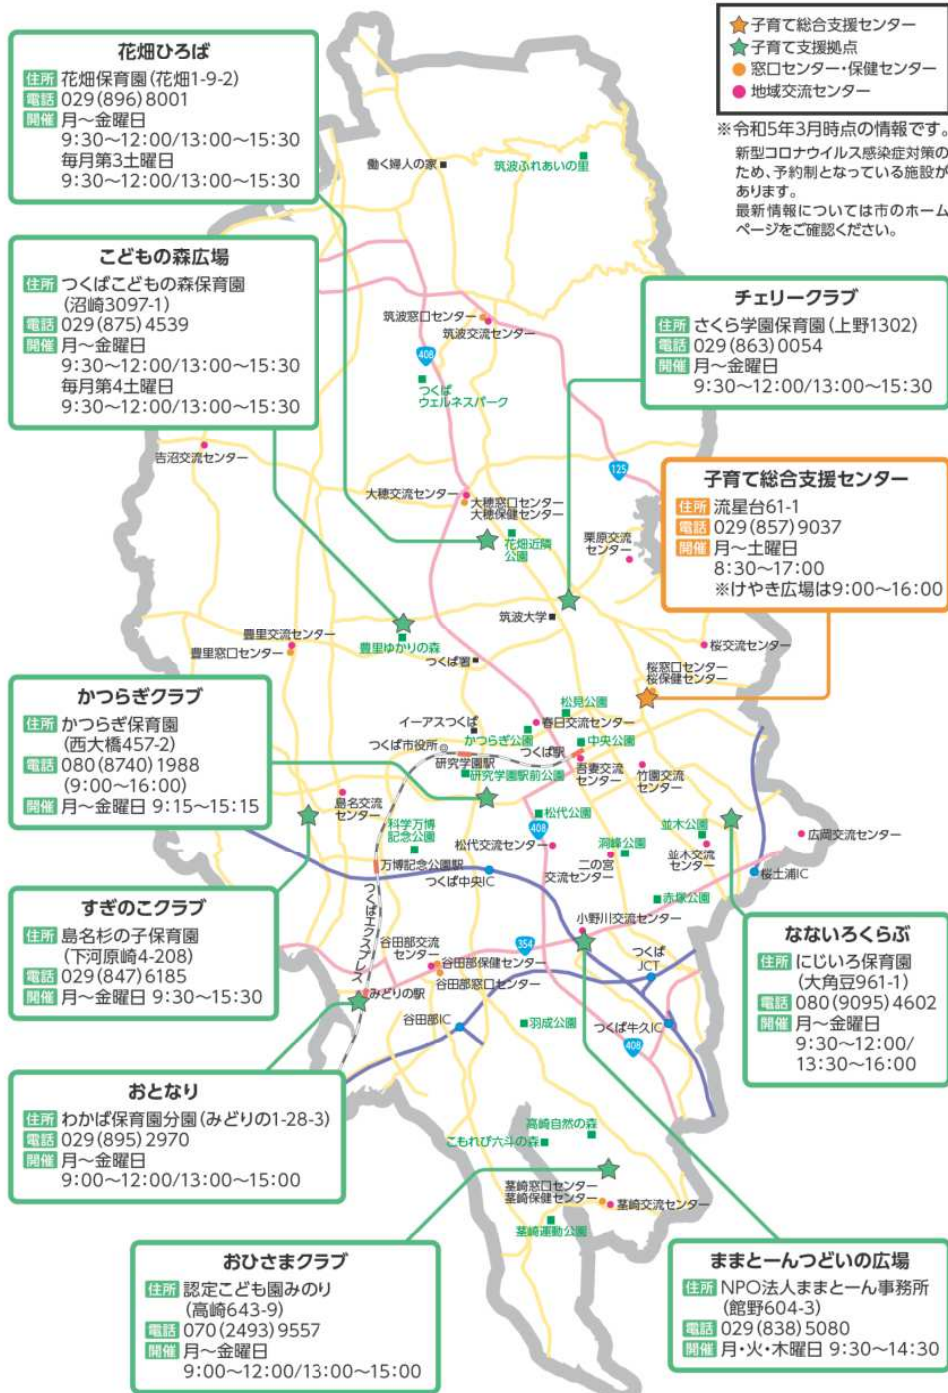 花畑ひろば
住所 花畑保育園(花畑1-9-2)
電話 029(896)8001
開催 月～金曜日
9:30～12:00/13:00～15:30
毎月第3土曜日
9:30～12:00/13:00～15:30
子育て総合支援センター
子育て支援拠点
窓口センター・保健センター
地域交流センター
※令和5年3月時点の情報です。
新型コロナウイルス感染症対策の
ため、予約制となっている施設が
あります。
最新情報については市のホーム
ページをご確認ください。
こどもの森広場
住所 つくばこどもの森保育園
(沼崎3097-1)
電話 029(875)4539
開催 月～金曜日
9:30～12:00/13:00～15:30
毎月第4土曜日
9:30～12:00/13:00～15:30
チェリークラブ
住所 さくら学園保育園(上野1302)
電話 029(863)0054
開催 月～金曜日
9:30～12:00/13:00～15:30
子育て総合支援センター
住所 流星台61-1
電話 029(857)9037
開催 月～土曜日
8:30～17:00
※けやき広場は9:00～16:00
かつらぎクラブ
住所 かつらぎ保育園
(西大橋457-2)
電話 080(8740)1988
(9:00～16:00)
開催 月～金曜日 9:15～15:15
すぎのこクラブ
住所 島名杉の子保育園
(下河原崎4-208)
電話 029(847)6185
開催 月～金曜日 9:30～15:30
なないろくらぶ
住所 にじいろ保育園
(大角豆961-1)
電話 080(9095)4602
開催 月～金曜日
9:30～12:00/
13:30～16:00
おとなり
住所 わかば保育園分園(みどりの1-28-3)
電話 029(895)2970
開催 月～金曜日
9:00～12:00/13:00～15:00
おひさまクラブ
住所 認定こども園みのり
(高崎643-9)
電話 070(2493)9557
開催 月～金曜日
9:00～12:00/13:00～15:00
ままとーんつどいの広場
住所 NPO法人ままとーん事務所
(館野604-3)
電話 029(838)5080
開催 月・火・木曜日 9:30～14:30
働く婦人の家
筑波ふれあいの里
筑波窓口センター
筑波交流センター
408
つくば
ウェルネスパーク
吉沼交流センター
125
大穂交流センター
大穂窓口センター
大穂保健センター
花畑近隣
公園
栗原交流
センター
筑波大学
豊里交流センター
豊里窓口センター
豊里ゆかりの森
つくば署
桜交流センター
桜窓口センター
桜保健センター
松見公園
イーアスつくば
春日交流センター
かつらぎ公園
つくば市役所
つくば駅
中央公園
研究学園駅
研究学園駅前公園
吾妻交流
センター
竹園交流
センター
島名交流
センター
科学万博
記念公園
松代公園
408
松代交流センター
洞峰公園
二の宮
交流センター
並木公園
並木交流
センター
広岡交流センター
万博記念公園駅
つくば中央IC
桜土浦IC
赤塚公園
つくばエクスプレス
小野川交流センター
谷田部交流
センター
谷田部保健センター
谷田部窓口センター
354
つくば
JCT
みどりの駅
谷田部IC
羽成公園
つくば牛久IC
408
高崎自然の森
こもれび六斗の森
茎崎窓口センター
茎崎保健センター
茎崎交流センター
茎崎運動公園